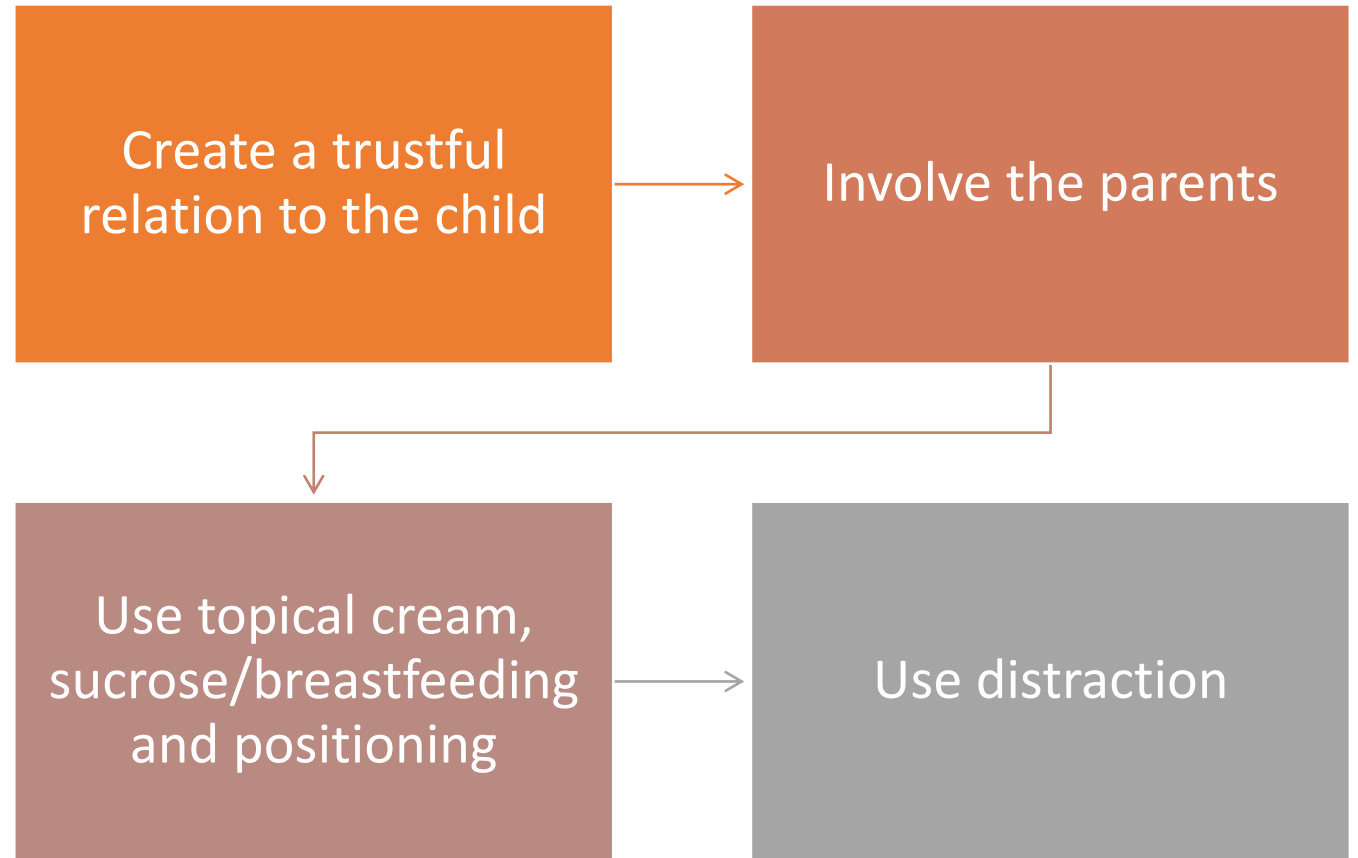 Create a trustful
relation to the child
Involve the parents
Use topical cream,
sucrose/breastfeeding
and positioning
Use distraction